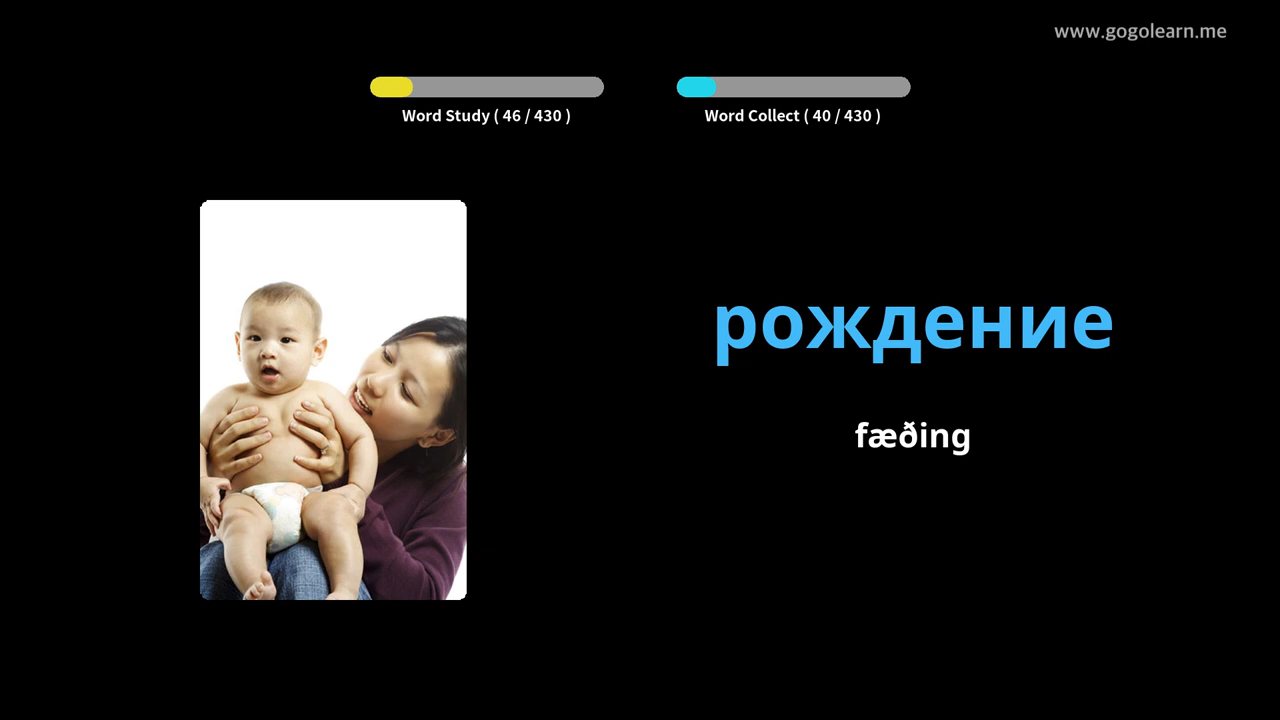 www.gogolearn.me
Word Study ( 46 / 430 )
Word Collect ( 40 / 430 )
рождение
fæðing